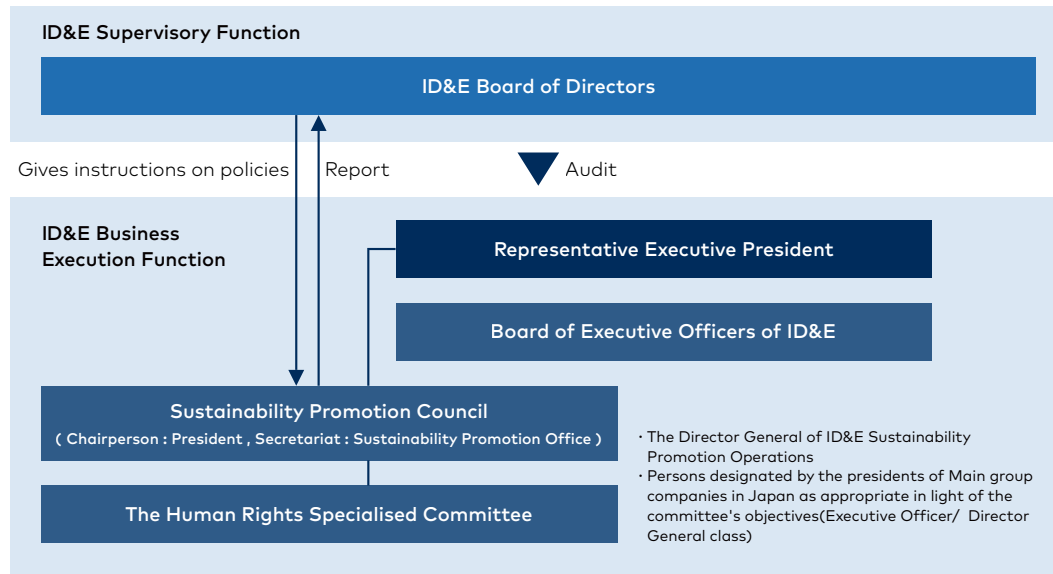 ID&E Supervisory Function
ID&E Board of Directors
Gives instructions on policies
Report
Audit
ID&E Business
Execution Function
Representative Executive President
Board of Executive Officers of ID&E
Sustainability Promotion Council
( Chairperson : President , Secretariat : Sustainability Promotion Office )
The Human Rights Specialised Committee
・The Director General of ID&E Sustainability
Promotion Operations
・Persons designated by the presidents of Main group
companies in Japan as appropriate in light of the
committee's objectives(Executive Officer/ Director
General class)